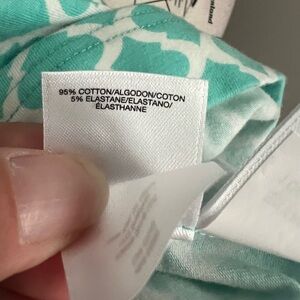 95% COTTON/ALGODON/COTON
5% ELASTANE/ELASTANO/
ÉLASTHANNE